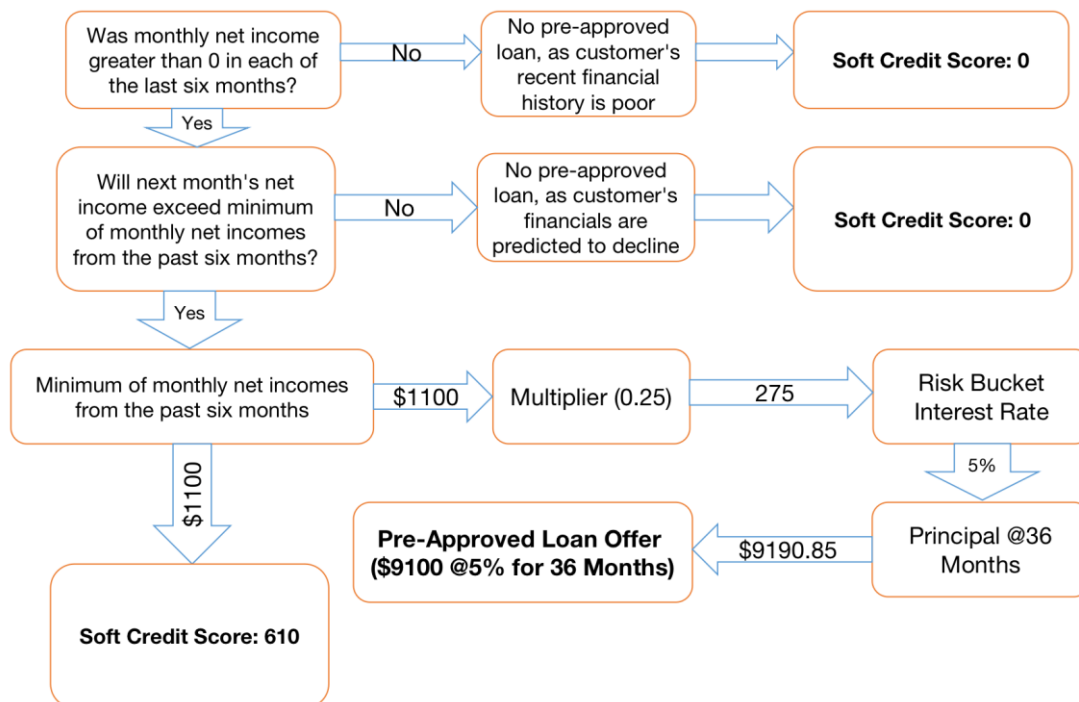 Was monthly net income
greater than 0 in each of
the last six months?
No
No pre-approved
loan, as customer's
recent financial
history is poor
Soft Credit Score: 0
Yes
Will next month's net
income exceed minimum
of monthly net incomes
from the past six months?
No
No pre-approved
loan, as customer's
financials are
predicted to decline
Soft Credit Score: 0
Yes
Minimum of monthly net incomes
from the past six months
$1100
Multiplier (0.25)
275
Risk Bucket
Interest Rate
5%
$1100
Principal @36
Months
$9190.85
Pre-Approved Loan Offer
($9100 @5% for 36 Months)
Soft Credit Score: 610